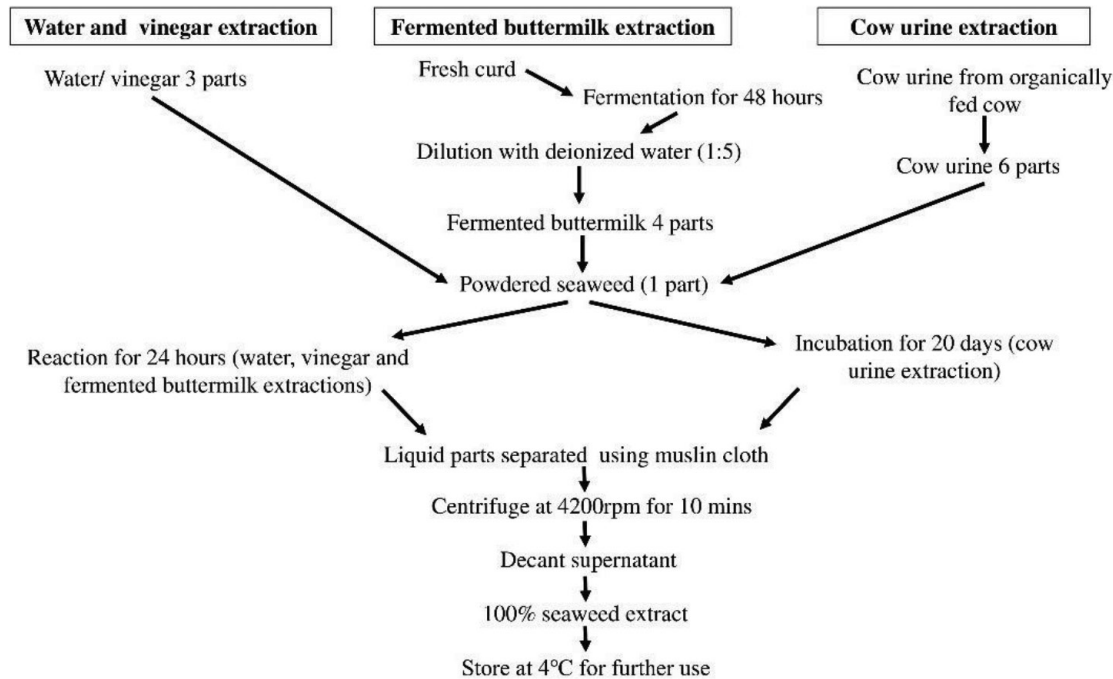 Water and vinegar extraction
Fermented buttermilk extraction
Cow urine extraction
Water/ vinegar 3 parts
Fresh curd
Fermentation for 48 hours
Dilution with deionized water (1:5)
Fermented buttermilk 4 parts
Cow urine from organically
fed cow
Cow urine 6 parts
Powdered seaweed (1 part)
Reaction for 24 hours (water, vinegar and
fermented buttermilk extractions)
Incubation for 20 days (cow
urine extraction)
Liquid parts separated using muslin cloth
Centrifuge at 4200rpm for 10 mins
Decant supernatant
100% seaweed extract
Store at 4°C for further use